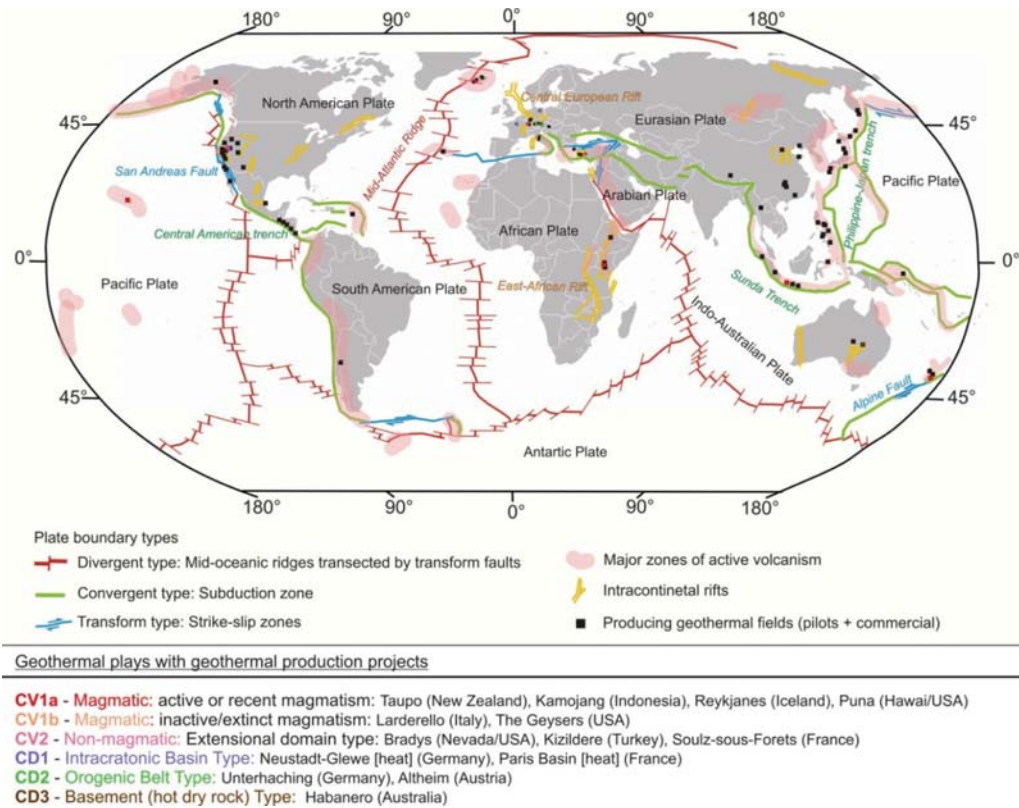 180° 90° 0° 90° 180°
North American Plate
Central European Rift
Eurasian Plate
45° 45°
Mid-Atlantic Ridge
San Andreas Fault
Philippine-Japan trench
Pacific Plate
Arabian Plate
African Plate
Central American trench
0° 0°
Pacific Plate
South American Plate
East-African Rift
Sunda Trench
Indo-Australian Plate
45° 45°
Alpine Fault
Antartic Plate
180° 90° 0° 90° 180°
Plate boundary types
Divergent type: Mid-oceanic ridges transected by transform faults
Convergent type: Subduction zone
Transform type: Strike-slip zones
Major zones of active volcanism
Intracontinetal rifts
Producing geothermal fields (pilots + commercial)
Geothermal plays with geothermal production projects
CV1a - Magmatic: active or recent magmatism: Taupo (New Zealand), Kamojang (Indonesia), Reykjanes (Iceland), Puna (Hawai/USA)
CV1b - Magmatic: inactive/extinct magmatism: Larderello (Italy), The Geysers (USA)
CV2 - Non-magmatic: Extensional domain type: Bradys (Nevada/USA), Kizildere (Turkey), Soulz-sous-Forets (France)
CD1 - Intracratonic Basin Type: Neustadt-Glewe [heat] (Germany), Paris Basin [heat] (France)
CD2 - Orogenic Belt Type: Unterhaching (Germany), Altheim (Austria)
CD3 - Basement (hot dry rock) Type: Habanero (Australia)